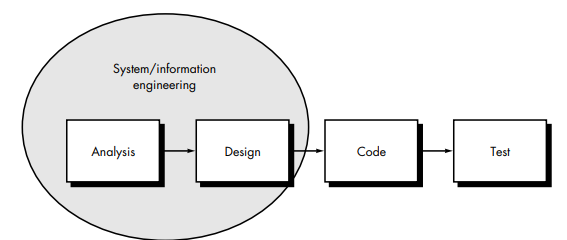 System/information
engineering
Analysis
Design
Code
Test